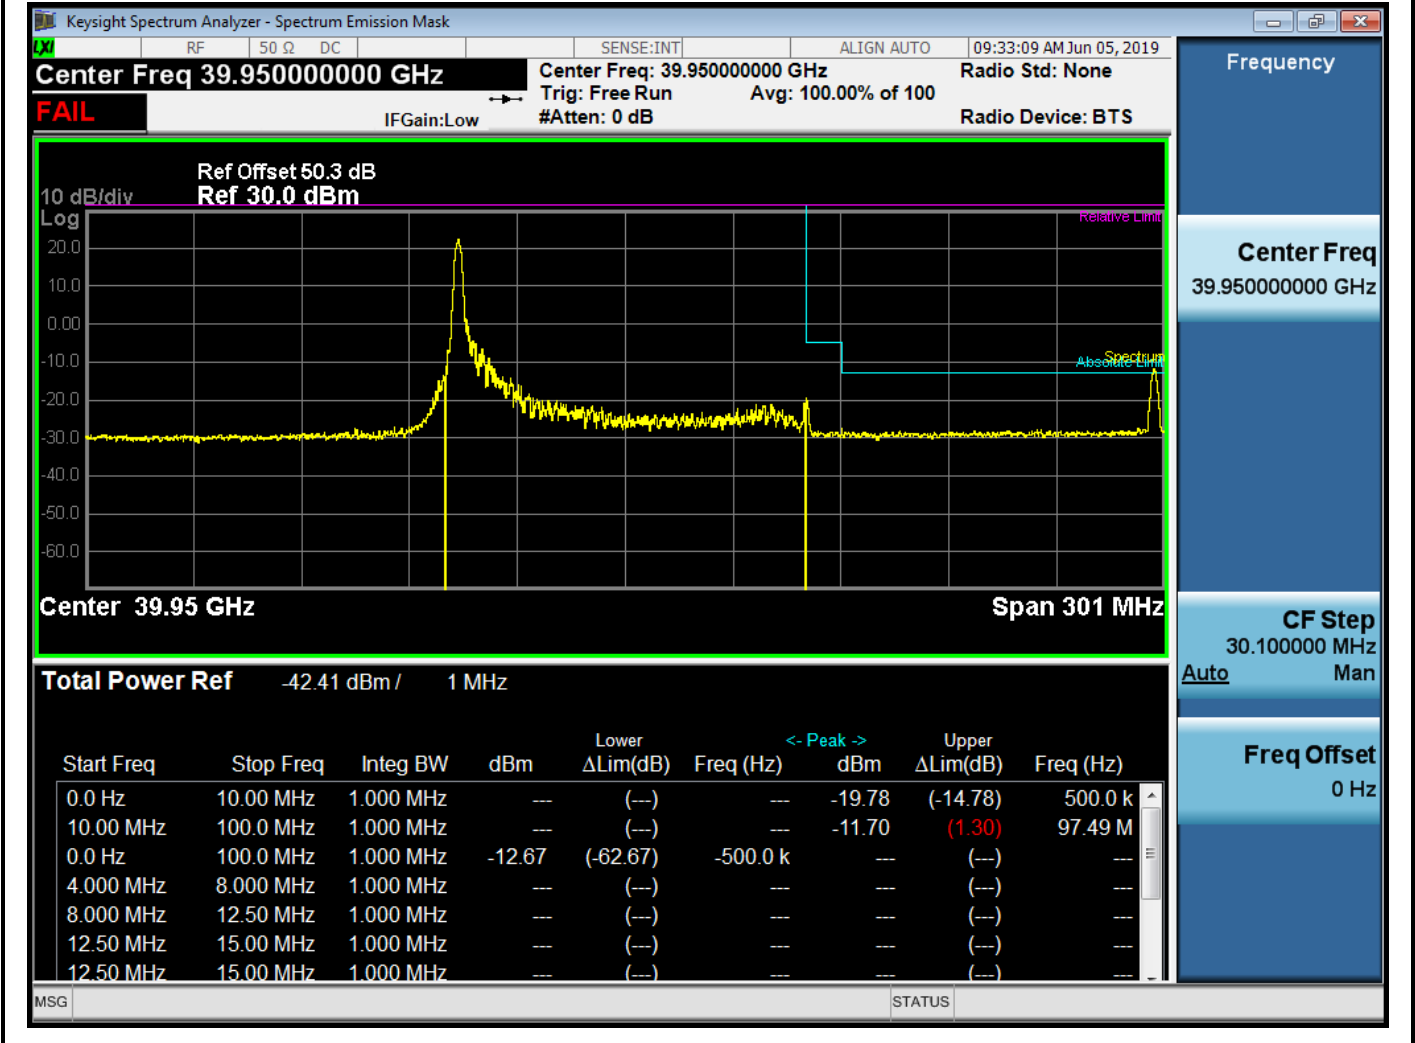 Keysight Spectrum Analyzer - Spectrum Emission Mask
LXI RF 50 Ω DC SENSE:INT ALIGN AUTO 09:33:09 AM Jun 05, 2019
Center Freq 39.950000000 GHz
Center Freq: 39.950000000 GHz Radio Std: None
Trig: Free Run Avg: 100.00% of 100
FAIL IFGain:Low #Atten: 0 dB Radio Device: BTS
Ref Offset 50.3 dB
10 dB/div Ref 30.0 dBm
Log
Relative Limit
20.0
10.0
0.00
-10.0
Spectrum
Absolute Limit
-20.0
-30.0
-40.0
-50.0
-60.0
Center 39.95 GHz Span 301 MHz
Total Power Ref -42.41 dBm / 1 MHz
Lower <- Peak -> Upper
Start Freq Stop Freq Integ BW dBm ΔLim(dB) Freq (Hz) dBm ΔLim(dB) Freq (Hz)
0.0 Hz 10.00 MHz 1.000 MHz --- (---) --- -19.78 (-14.78) 500.0 k
10.00 MHz 100.0 MHz 1.000 MHz --- (---) --- -11.70 (1.30) 97.49 M
0.0 Hz 100.0 MHz 1.000 MHz -12.67 (-62.67) -500.0 k --- (---) ---
4.000 MHz 8.000 MHz 1.000 MHz --- (---) --- --- (---) ---
8.000 MHz 12.50 MHz 1.000 MHz --- (---) --- --- (---) ---
12.50 MHz 15.00 MHz 1.000 MHz --- (---) --- --- (---) ---
12.50 MHz 15.00 MHz 1.000 MHz --- (---) --- --- (---) ---
MSG STATUS
Frequency
Center Freq
39.950000000 GHz
CF Step
30.100000 MHz
Auto Man
Freq Offset
0 Hz